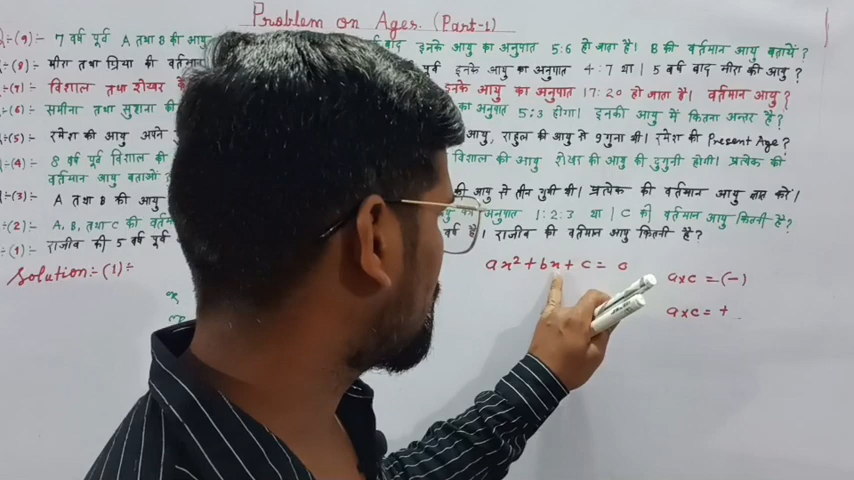 Problem on Ages. (Part-1)
(9):- 7 वर्ष पूर्व A तथा B की आयु वर्ष बाद इनके आयु का अनुपात 5:6 हो जाता है। B की वर्तमान आयु बतायें?
(8):- मीरा तथा प्रिया की वर्तमा पूर्व इनके आयु का अनुपात 4:7 था। 5 वर्ष बाद मीरा की आयु?
(7):- विशाल तथा शेखर के इनके आयु का अनुपात 17:20 हो जाता है। वर्तमान आयु?
(6):- समीना तथा सुहाना की का अनुपात 5:3 होगा। इनकी आयु में कितना अन्तर है?
(5):- रमेश की आयु अपने आयु, राहुल की आयु से 9 गुना थी। रमेश की Present Age?
(4):- 8 वर्ष पूर्व विशाल की विशाल की आयु शेखर की आयु की दुगुनी होगी। प्रत्येक की
वर्तमान आयु बताओ?
(3):- A तथा B की आयु की आयु से तीन गुनी थी। प्रत्येक की वर्तमान आयु ज्ञात करें।
(2):- A, B, तथा C की वर्तम आयु का अनुपात 1:2:3 था। C की वर्तमान आयु कितनी है?
(1):- राजीव की 5 वर्ष पूर्व वर्ष है। राजीव की वर्तमान आयु कितनी है?
Solution:- (1):-
ax² + bx + c = 0
a×c = (-)
a×c = +